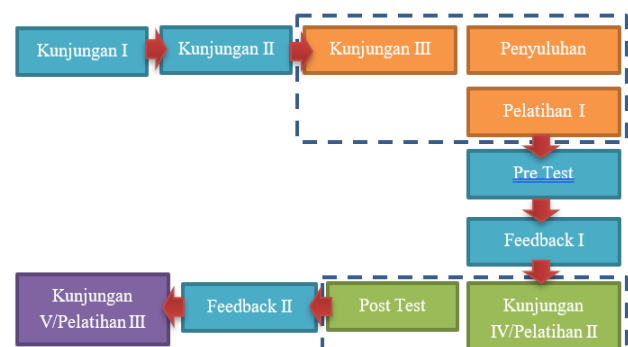 Kunjungan I
Kunjungan II
Kunjungan III
Penyuluhan
Pelatihan I
Pre Test
Feedback I
Kunjungan
IV/Pelatihan II
Post Test
Feedback II
Kunjungan
V/Pelatihan III